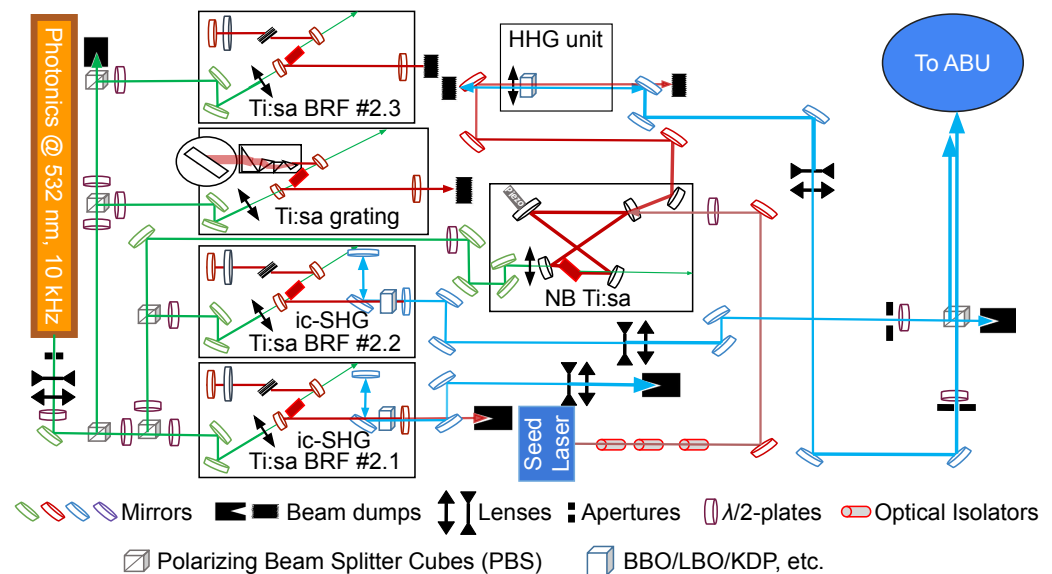 Photonics @ 532 nm, 10 kHz
Ti:sa BRF #2.3
HHG unit
To ABU
Ti:sa grating
Piezo
NB Ti:sa
ic-SHG
Ti:sa BRF #2.2
ic-SHG
Ti:sa BRF #2.1
Seed
Laser
Mirrors Beam dumps Lenses Apertures λ/2-plates Optical Isolators
Polarizing Beam Splitter Cubes (PBS) BBO/LBO/KDP, etc.